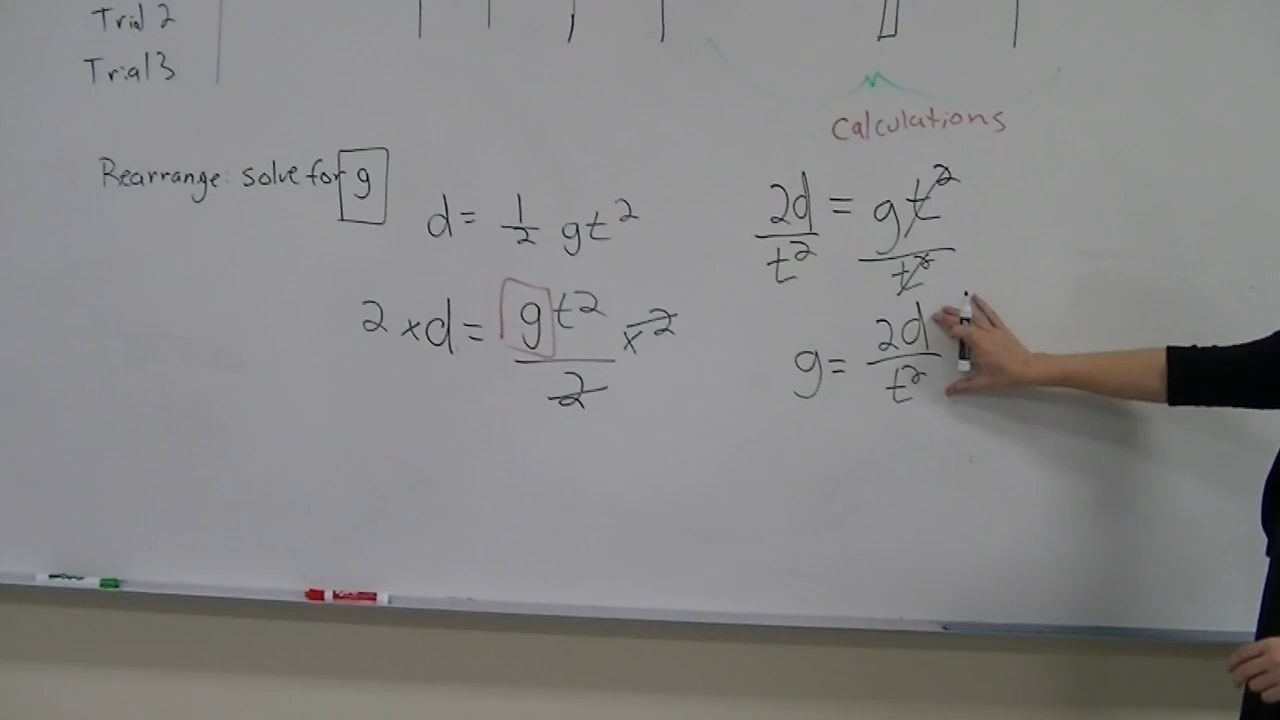 Trial 2
Trial 3
Calculations
Rearrange: solve for g
d = 1/2 gt²
2 × d = gt²/2 × 2
2d/t² = gt²/t²
g = 2d/t²